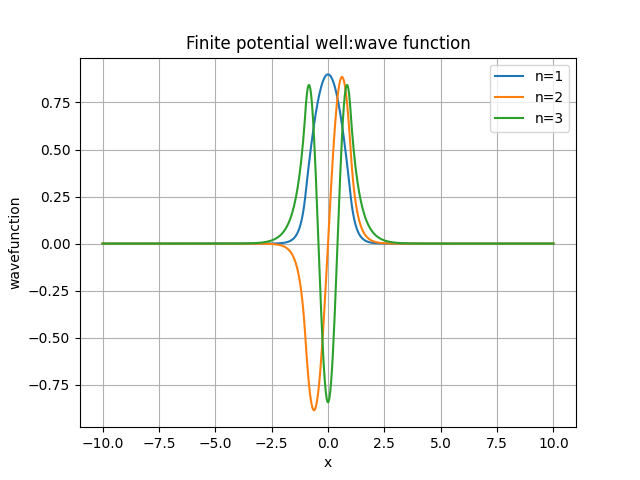 Finite potential well:wave function
n=1
n=2
n=3
wavefunction
0.75
0.50
0.25
0.00
−0.25
−0.50
−0.75
−10.0 −7.5 −5.0 −2.5 0.0 2.5 5.0 7.5 10.0
x